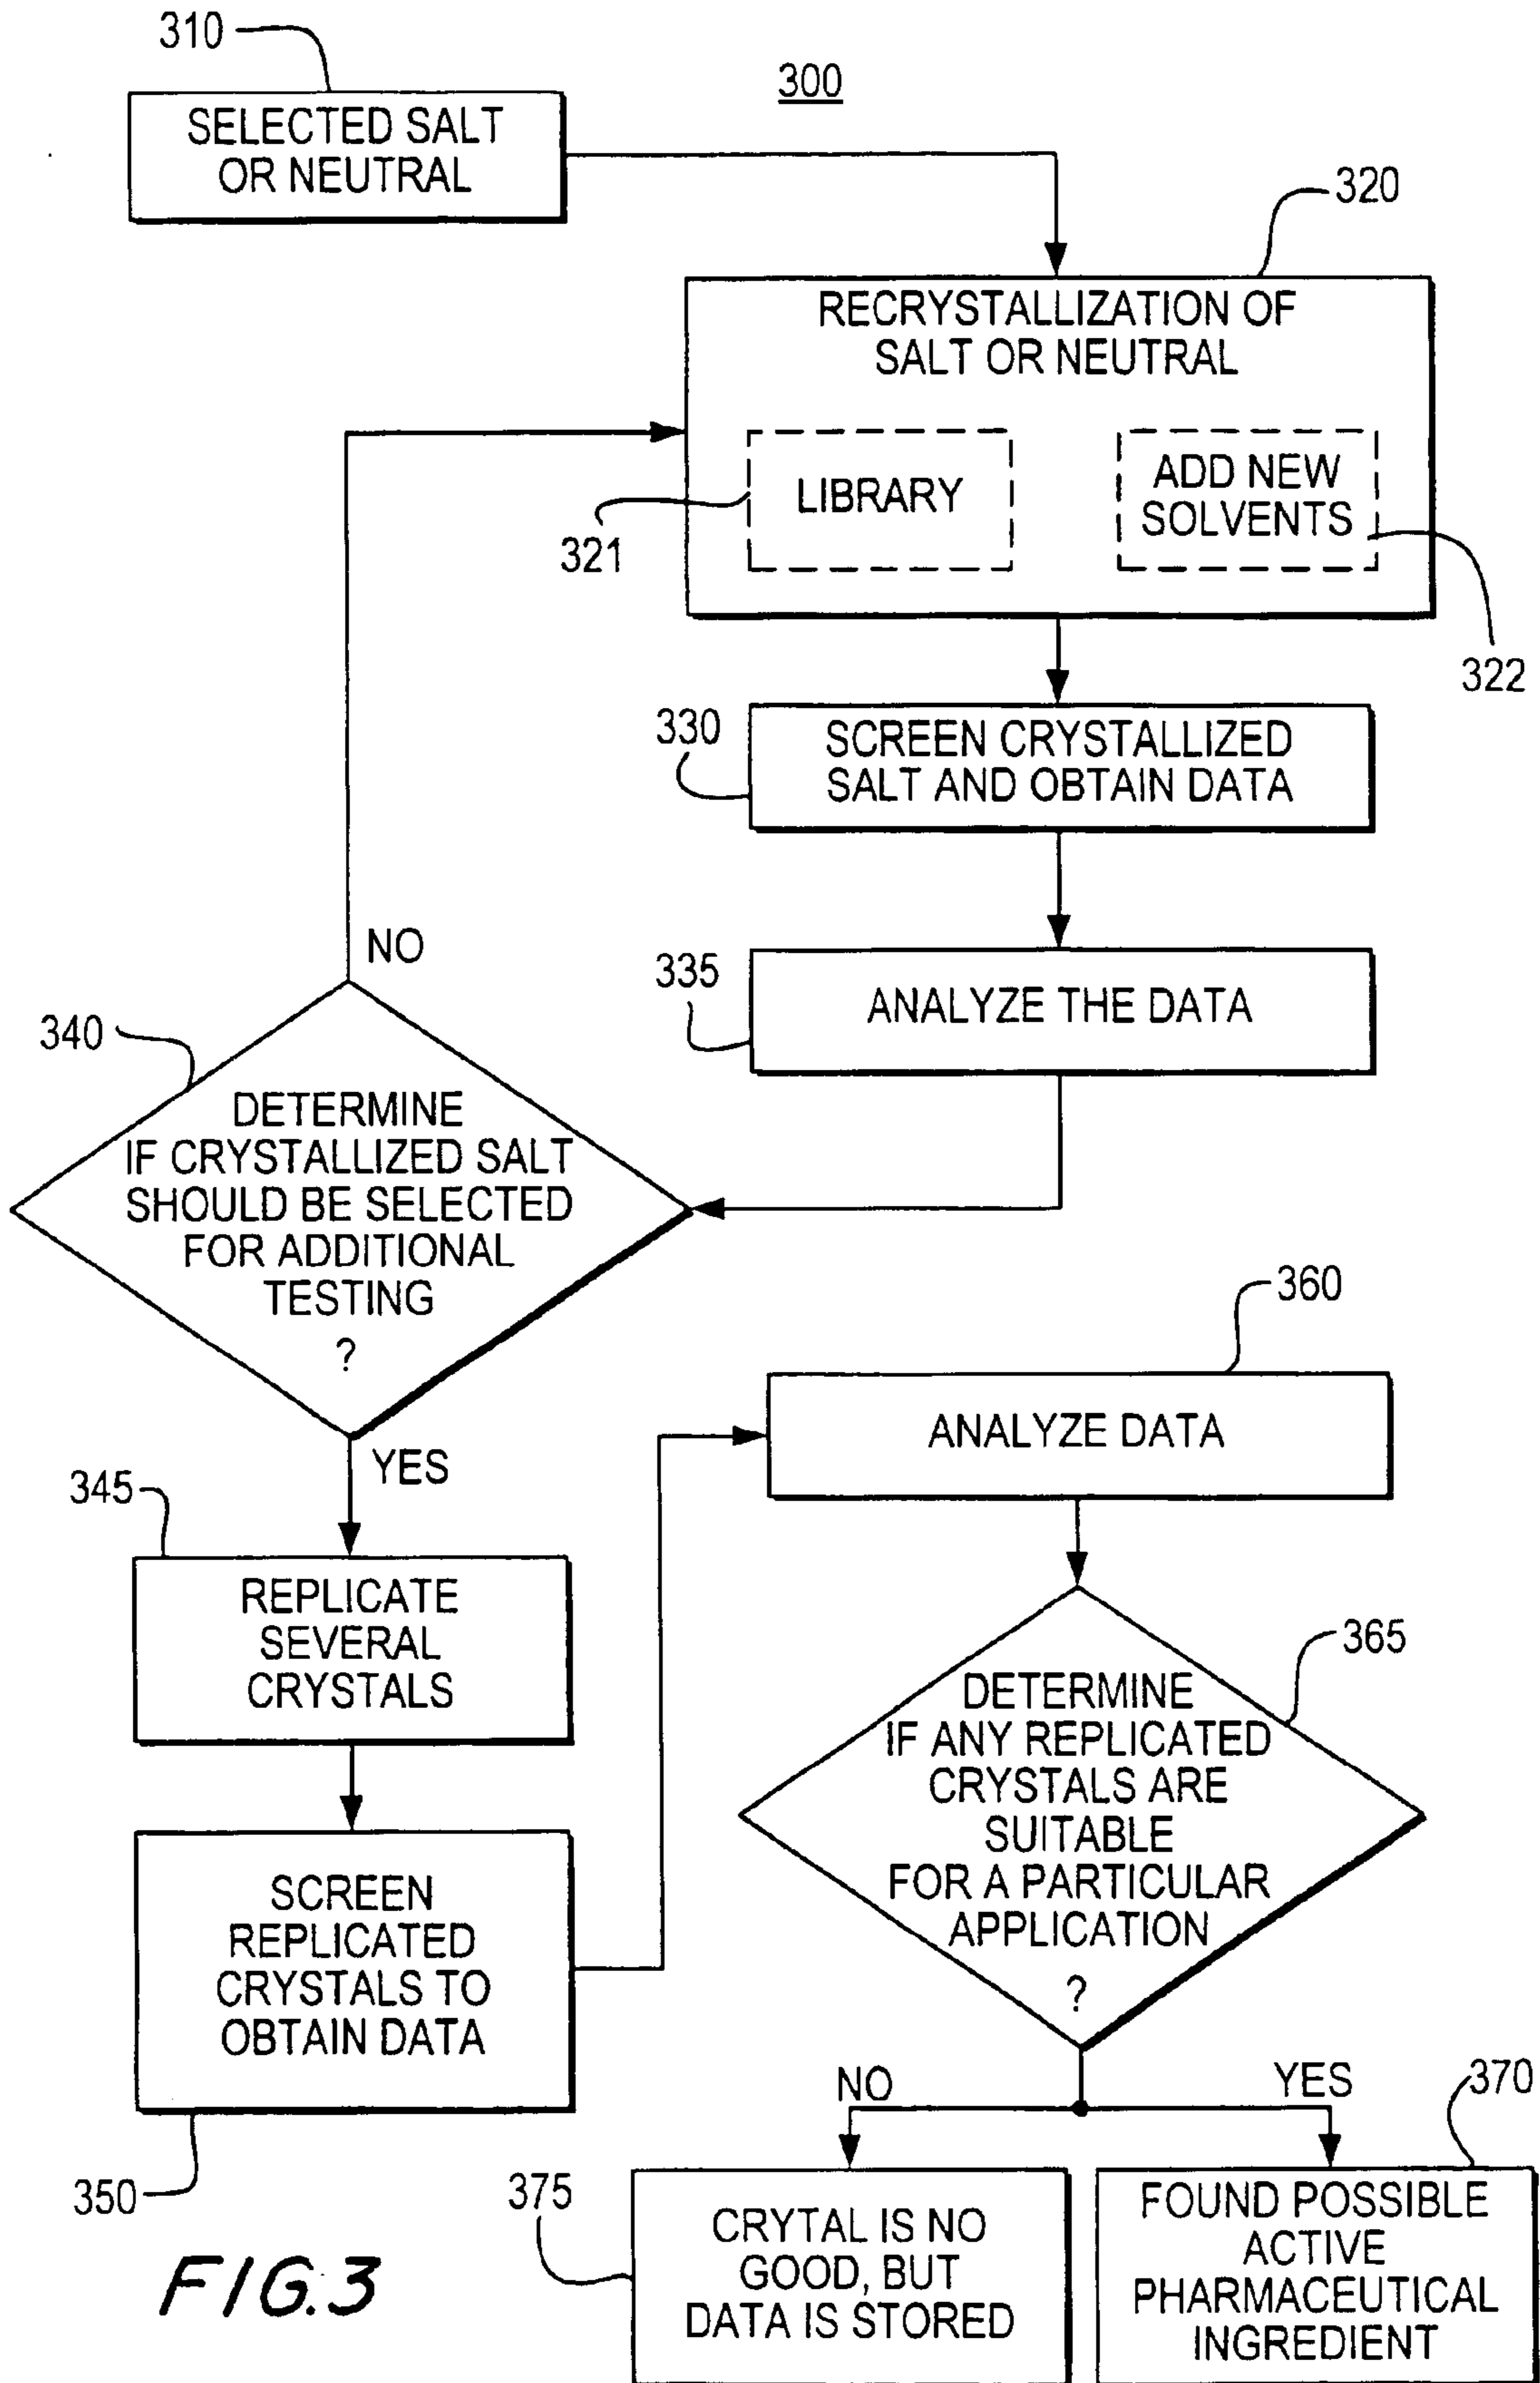 310
300
SELECTED SALT
OR NEUTRAL
320
RECRYSTALLIZATION OF
SALT OR NEUTRAL
LIBRARY
ADD NEW
SOLVENTS
321
322
330
SCREEN CRYSTALLIZED
SALT AND OBTAIN DATA
NO
335
ANALYZE THE DATA
340
DETERMINE
IF CRYSTALLIZED SALT
SHOULD BE SELECTED
FOR ADDITIONAL
TESTING
?
YES
345
REPLICATE
SEVERAL
CRYSTALS
SCREEN
REPLICATED
CRYSTALS TO
OBTAIN DATA
350
360
ANALYZE DATA
365
DETERMINE
IF ANY REPLICATED
CRYSTALS ARE
SUITABLE
FOR A PARTICULAR
APPLICATION
?
NO
YES
370
375
CRYTAL IS NO
GOOD, BUT
DATA IS STORED
FOUND POSSIBLE
ACTIVE
PHARMACEUTICAL
INGREDIENT
FIG.3